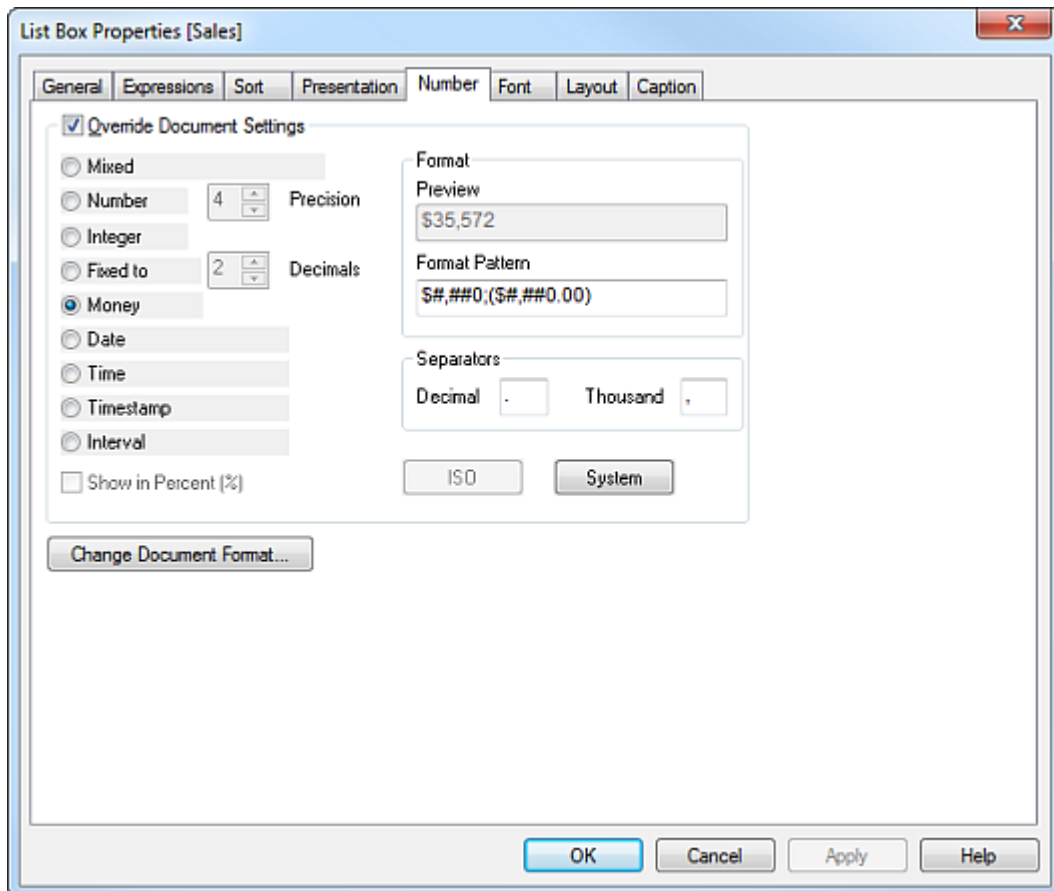 List Box Properties [Sales]
General Expressions Sort Presentation Number Font Layout Caption
Override Document Settings
Mixed
Number 4 Precision
Integer
Fixed to 2 Decimals
Money
Date
Time
Timestamp
Interval
Show in Percent (%)
Format
Preview
$35,572
Format Pattern
$#,##0;($#,##0.00)
Separators
Decimal . Thousand ,
ISO System
Change Document Format...
OK Cancel Apply Help